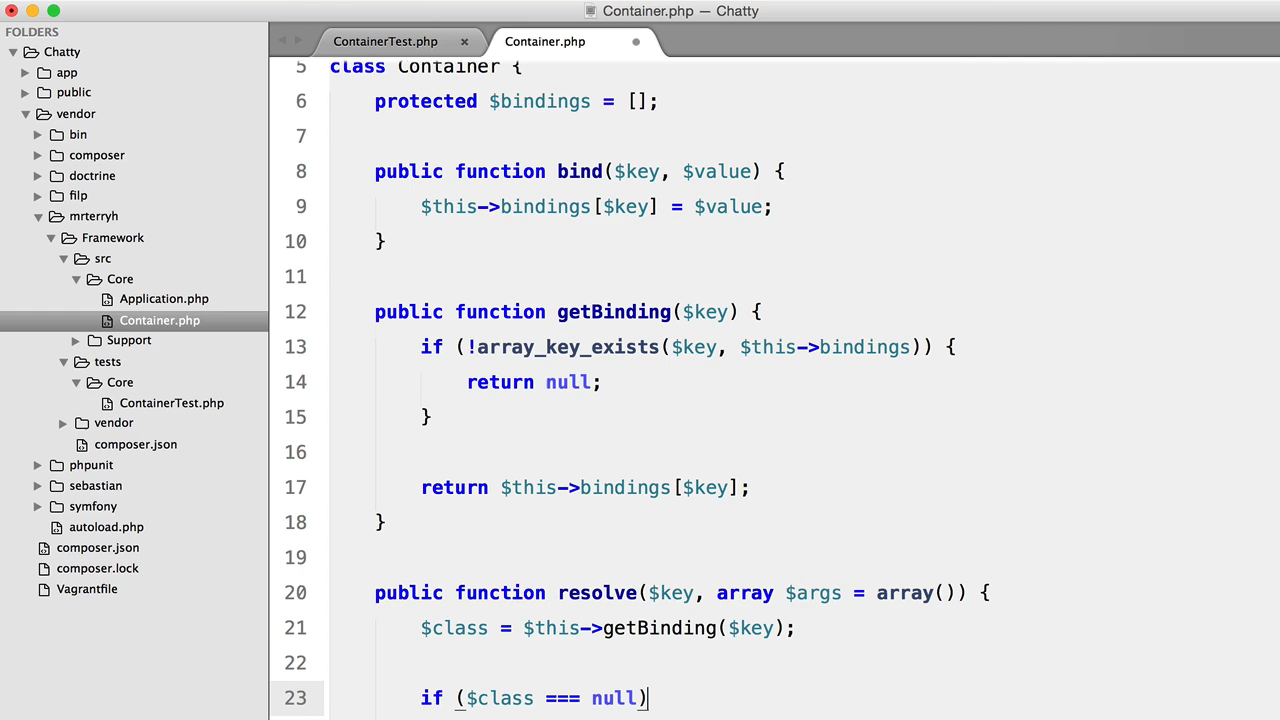 Container.php — Chatty
FOLDERS
Chatty
app
public
vendor
bin
composer
doctrine
filp
mrterryh
Framework
src
Core
Application.php
Container.php
Support
tests
Core
ContainerTest.php
vendor
composer.json
phpunit
sebastian
symfony
autoload.php
composer.json
composer.lock
Vagrantfile
ContainerTest.php ×
Container.php
5 class Container {
6 protected $bindings = [];
7
8 public function bind($key, $value) {
9 $this->bindings[$key] = $value;
10 }
11
12 public function getBinding($key) {
13 if (!array_key_exists($key, $this->bindings)) {
14 return null;
15 }
16
17 return $this->bindings[$key];
18 }
19
20 public function resolve($key, array $args = array()) {
21 $class = $this->getBinding($key);
22
23 if ($class === null)